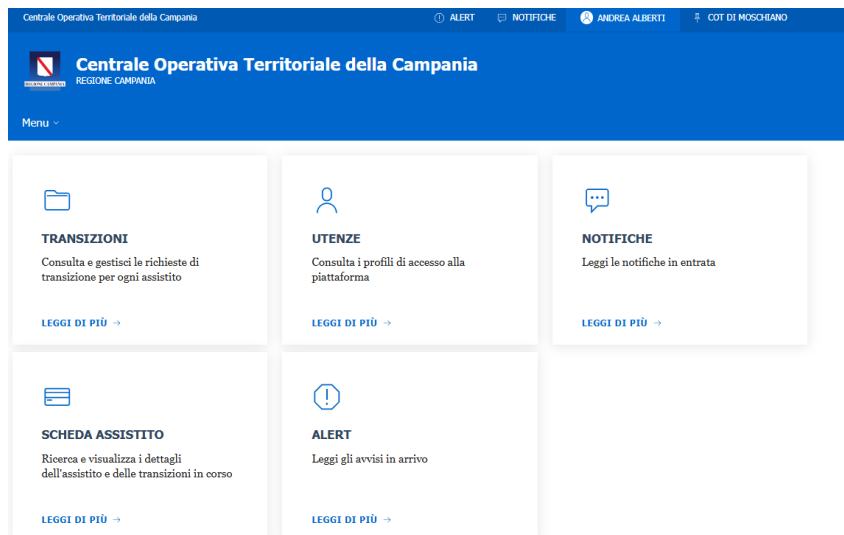 Centrale Operativa Territoriale della Campania
ALERT
NOTIFICHE
ANDREA ALBERTI
COT DI MOSCHIANO
REGIONE CAMPANIA
Centrale Operativa Territoriale della Campania
REGIONE CAMPANIA
Menu
TRANSIZIONI
Consulta e gestisci le richieste di
transizione per ogni assistito
LEGGI DI PIÙ →
UTENZE
Consulta i profili di accesso alla
piattaforma
LEGGI DI PIÙ →
NOTIFICHE
Leggi le notifiche in entrata
LEGGI DI PIÙ →
SCHEDA ASSISTITO
Ricerca e visualizza i dettagli
dell'assistito e delle transizioni in corso
LEGGI DI PIÙ →
ALERT
Leggi gli avvisi in arrivo
LEGGI DI PIÙ →